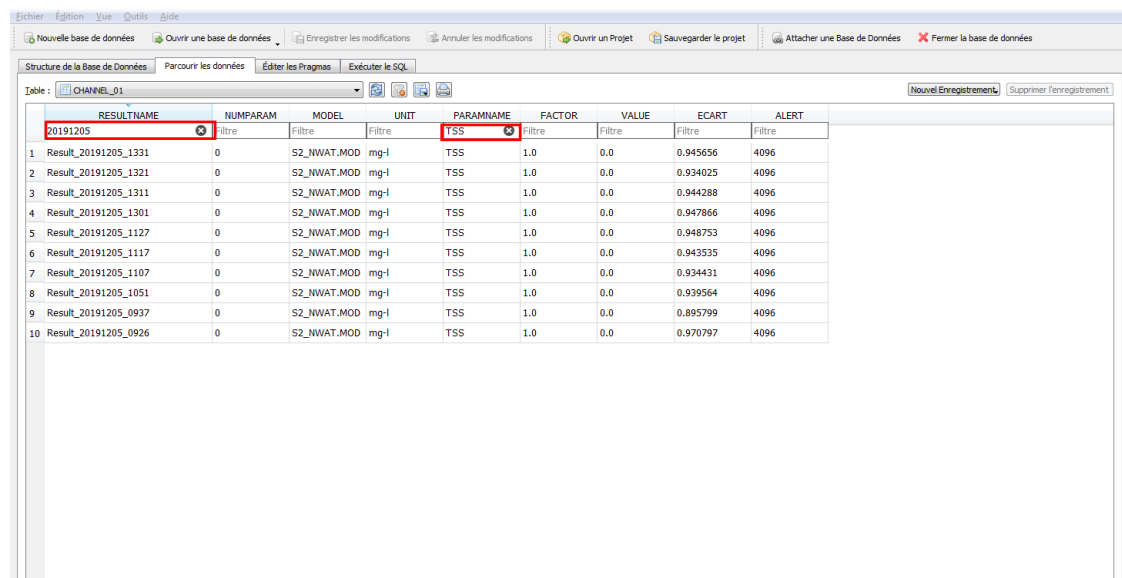 Fichier Édition Vue Outils Aide
Nouvelle base de données Ouvrir une base de données Enregistrer les modifications Annuler les modifications Ouvrir un Projet Sauvegarder le projet Attacher une Base de Données Fermer la base de données
Structure de la Base de Données Parcourir les données Éditer les Pragmas Exécuter le SQL
Table : CHANNEL_01 Nouvel Enregistrement Supprimer l'enregistrement
RESULTNAME NUMPARAM MODEL UNIT PARAMNAME FACTOR VALUE ECART ALERT
20191205 Filtre Filtre Filtre TSS Filtre Filtre Filtre Filtre
1 Result_20191205_1331 0 S2_NWAT.MOD mg-l TSS 1.0 0.0 0.945656 4096
2 Result_20191205_1321 0 S2_NWAT.MOD mg-l TSS 1.0 0.0 0.934025 4096
3 Result_20191205_1311 0 S2_NWAT.MOD mg-l TSS 1.0 0.0 0.944288 4096
4 Result_20191205_1301 0 S2_NWAT.MOD mg-l TSS 1.0 0.0 0.947866 4096
5 Result_20191205_1127 0 S2_NWAT.MOD mg-l TSS 1.0 0.0 0.948753 4096
6 Result_20191205_1117 0 S2_NWAT.MOD mg-l TSS 1.0 0.0 0.943535 4096
7 Result_20191205_1107 0 S2_NWAT.MOD mg-l TSS 1.0 0.0 0.934431 4096
8 Result_20191205_1051 0 S2_NWAT.MOD mg-l TSS 1.0 0.0 0.939564 4096
9 Result_20191205_0937 0 S2_NWAT.MOD mg-l TSS 1.0 0.0 0.895799 4096
10 Result_20191205_0926 0 S2_NWAT.MOD mg-l TSS 1.0 0.0 0.970797 4096